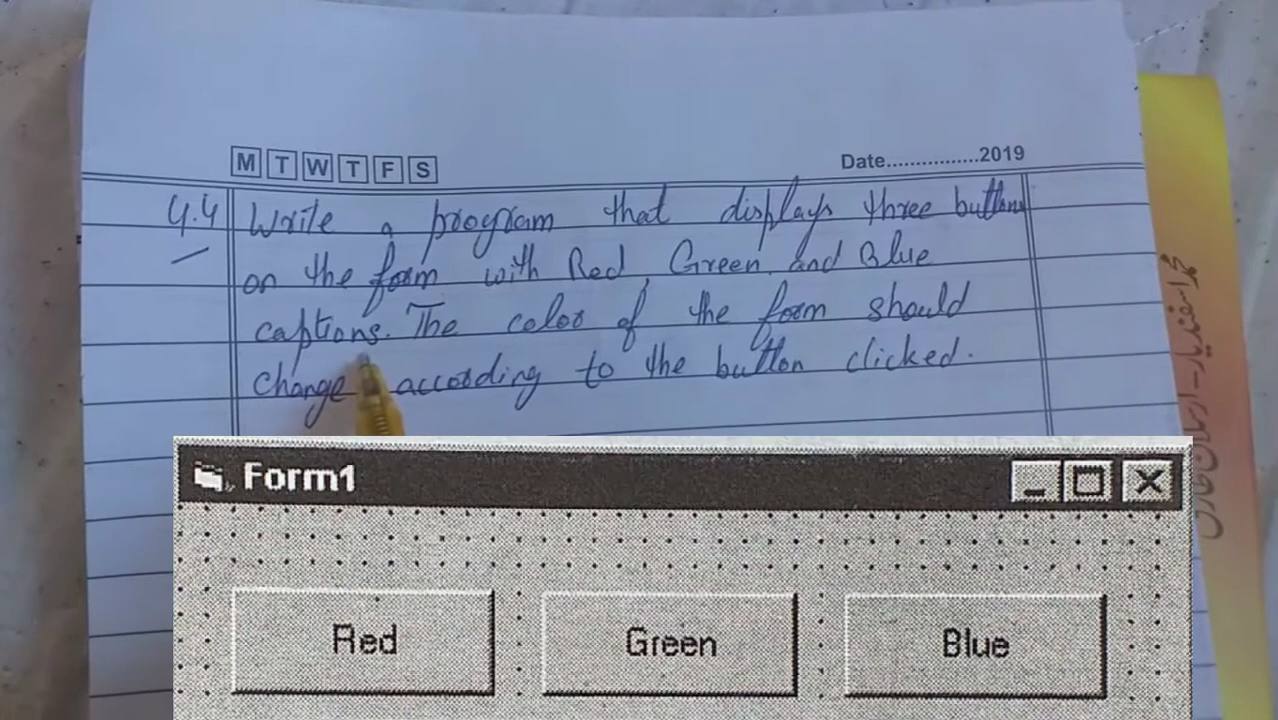 M T W T F S
Date................2019
4.4 Write a program that displays three buttons
on the form with Red, Green and Blue
captions. The color of the form should
change according to the button clicked.
Form1
Red Green Blue